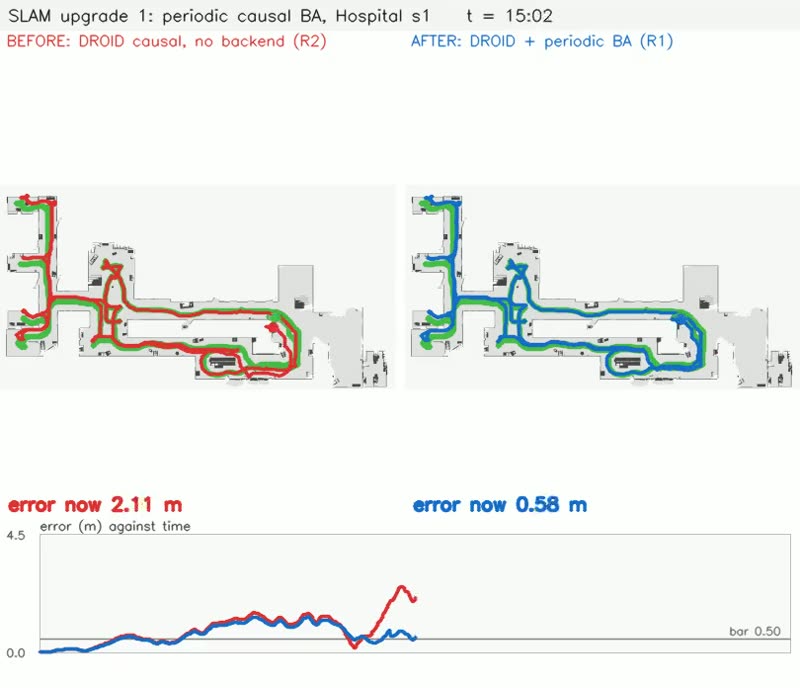 SLAM upgrade 1: periodic causal BA, Hospital s1 t = 15:02
BEFORE: DROID causal, no backend (R2)
AFTER: DROID + periodic BA (R1)
error now 2.11 m
error now 0.58 m
error (m) against time
4.5
bar 0.50
0.0